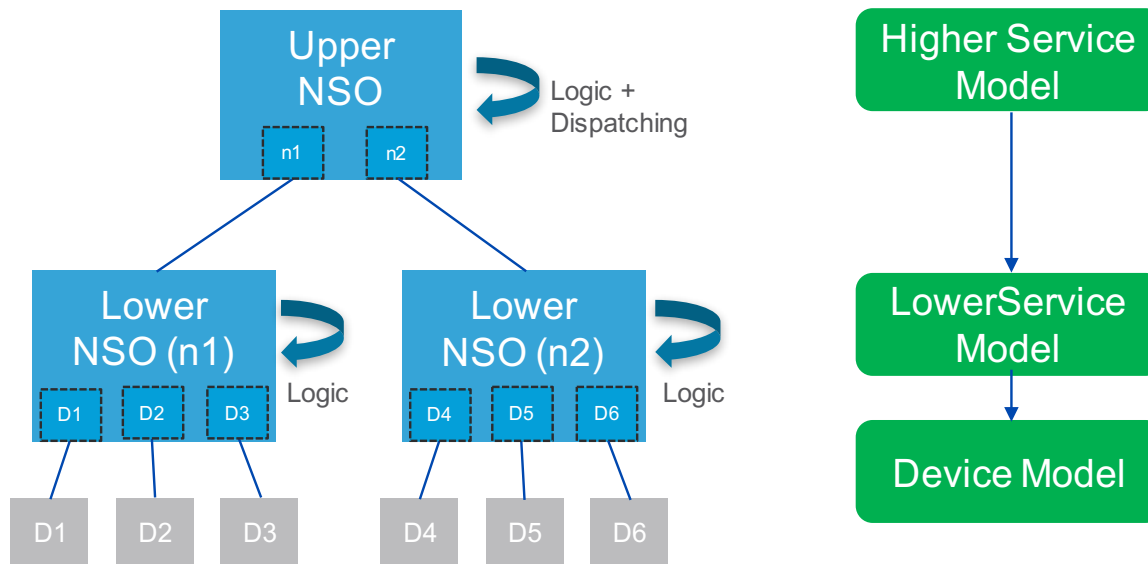 Upper
NSO
n1
n2
Logic +
Dispatching
Higher Service
Model
Lower
NSO (n1)
D1
D2
D3
Logic
Lower
NSO (n2)
D4
D5
D6
Logic
LowerService
Model
Device Model
D1
D2
D3
D4
D5
D6